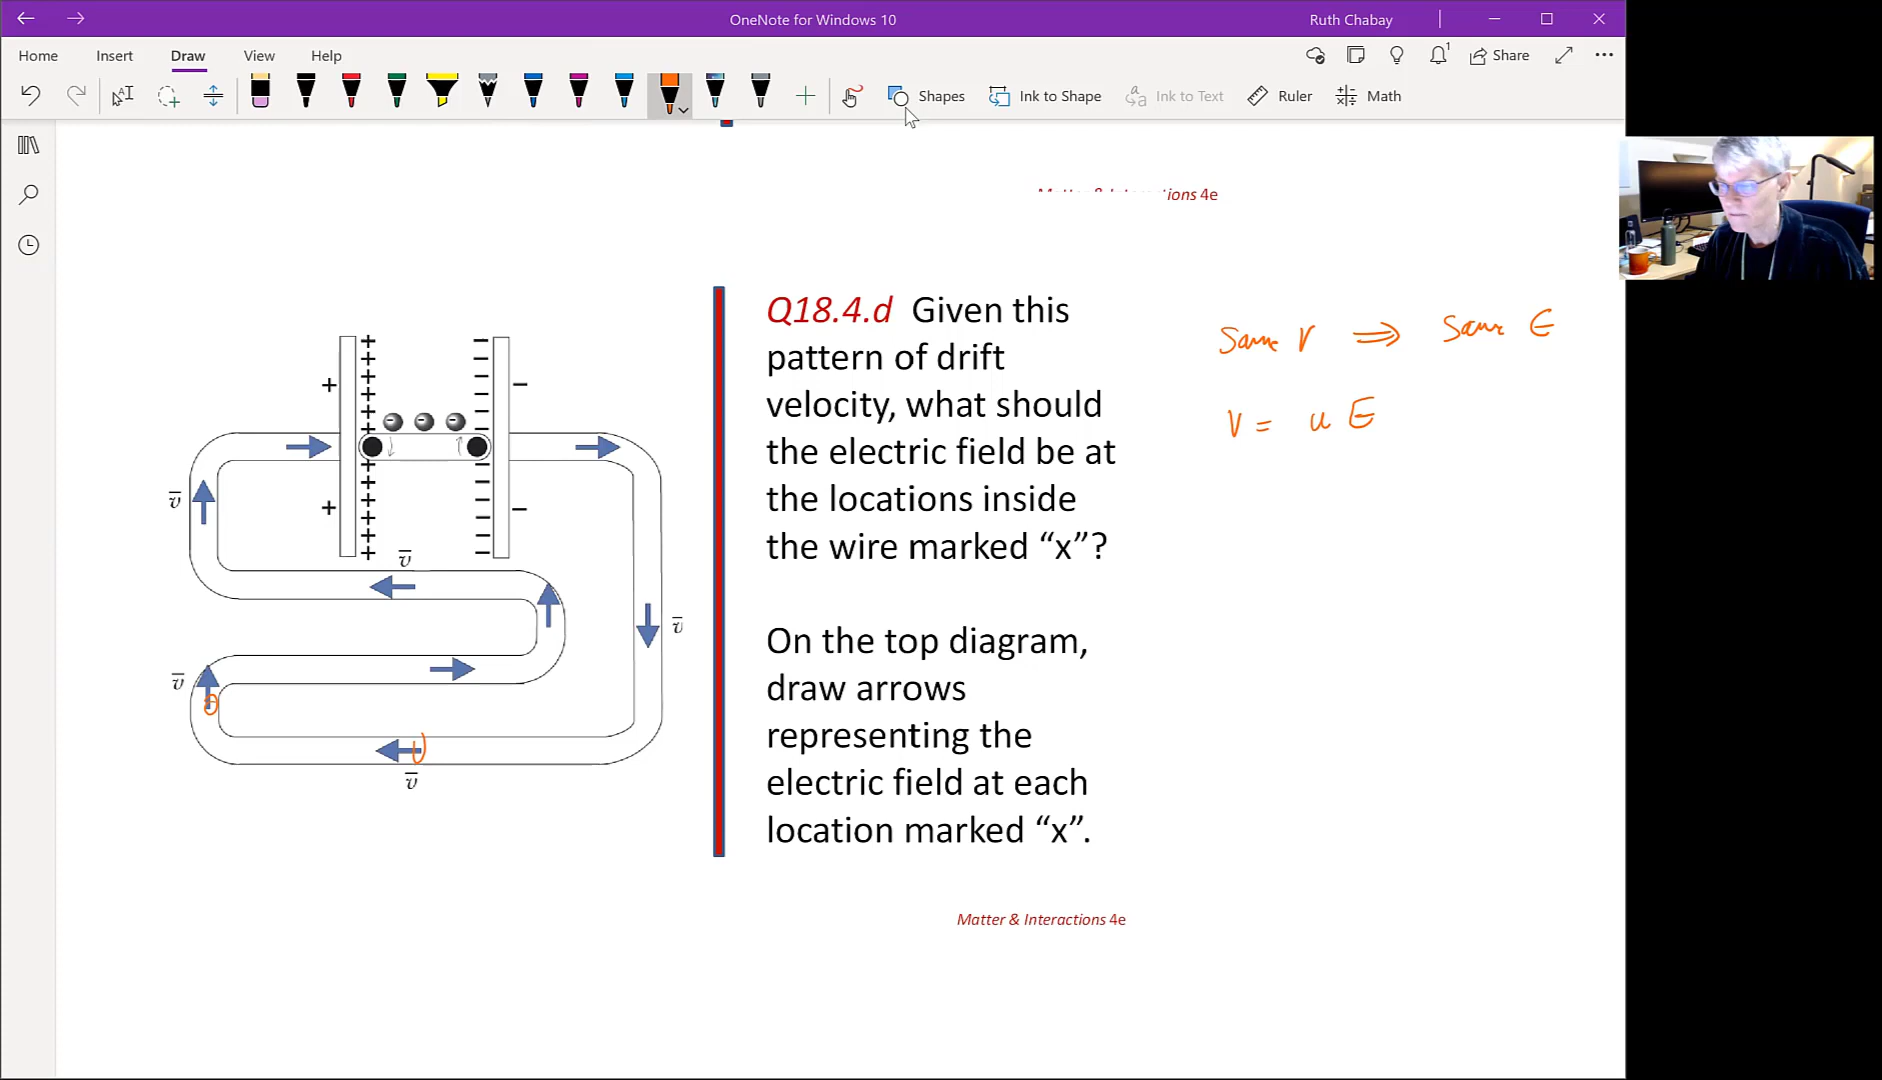 OneNote for Windows 10
Ruth Chabay
Home Insert Draw View Help
1
Share
Shapes
Ink to Shape
Ink to Text
Ruler
Math
Matter & Interactions 4e
Q18.4.d Given this
pattern of drift
velocity, what should
the electric field be at
the locations inside
the wire marked “x”?
On the top diagram,
draw arrows
representing the
electric field at each
location marked “x”.
Same v ⇒ Same E
v = u E
+
+
−
−
v̄
v̄
v̄
v̄
v̄
Matter & Interactions 4e